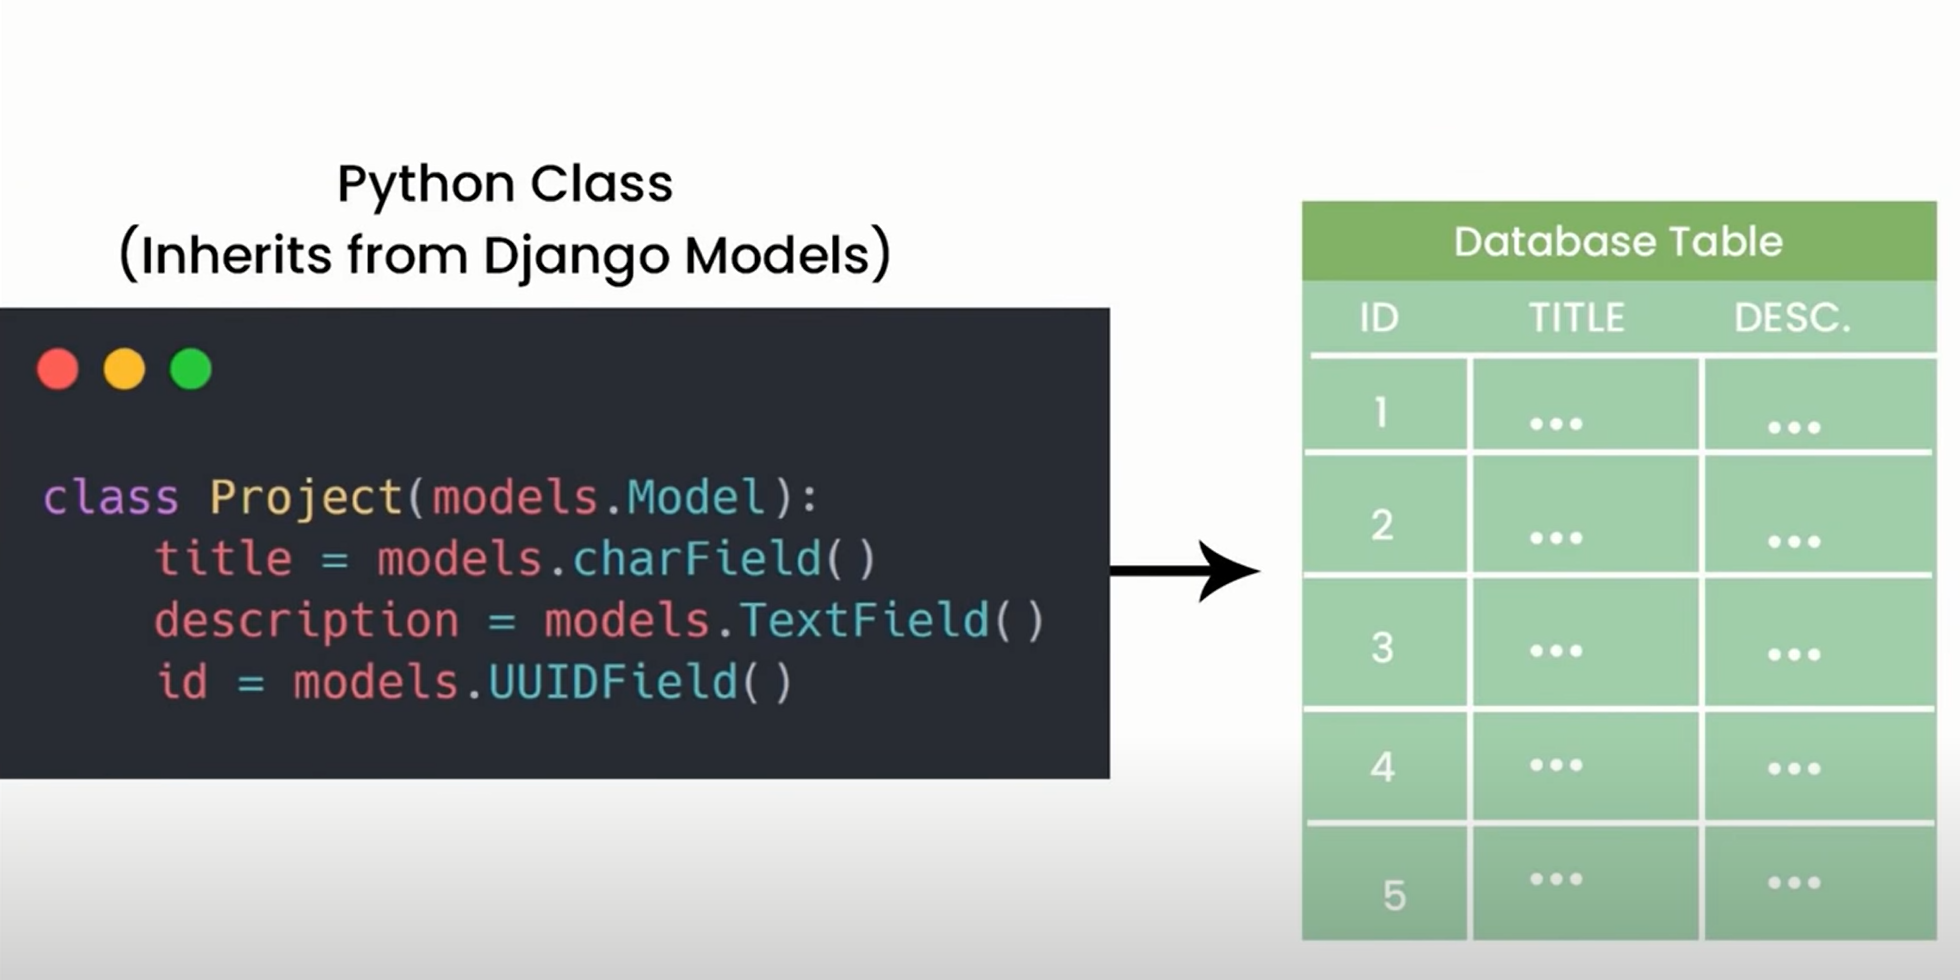 Python Class
(Inherits from Django Models)
class Project(models.Model):
title = models.charField()
description = models.TextField()
id = models.UUIDField()
Database Table
ID TITLE DESC.
1 ... ...
2 ... ...
3 ... ...
4 ... ...
5 ... ...